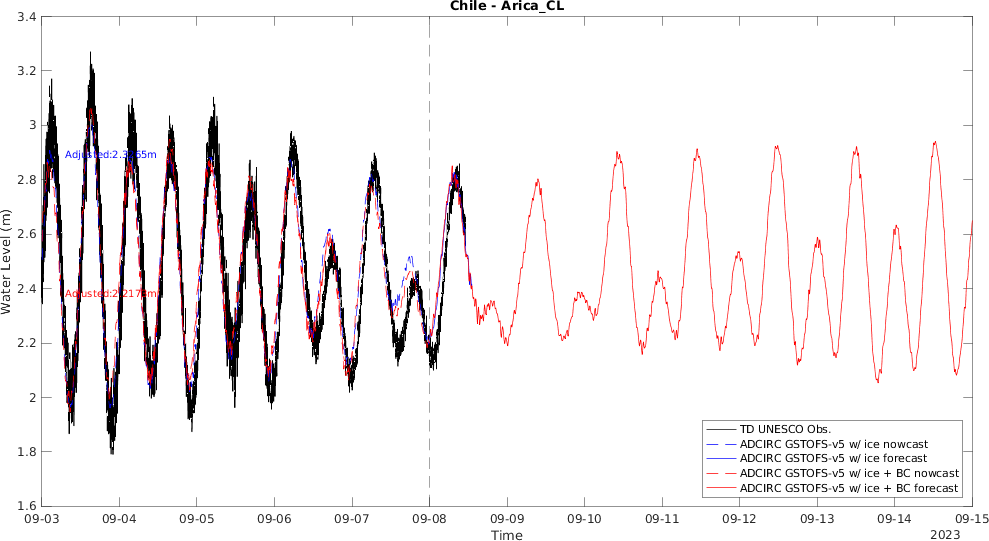 Chile - Arica_CL
3.4
3.2
3
2.8
2.6
2.4
2.2
2
1.8
1.6
Water Level (m)
09-03 09-04 09-05 09-06 09-07 09-08 09-09 09-10 09-11 09-12 09-13 09-14 09-15
Time
2023
TD UNESCO Obs.
ADCIRC GSTOFS-v5 w/ ice nowcast
ADCIRC GSTOFS-v5 w/ ice forecast
ADCIRC GSTOFS-v5 w/ ice + BC nowcast
ADCIRC GSTOFS-v5 w/ ice + BC forecast